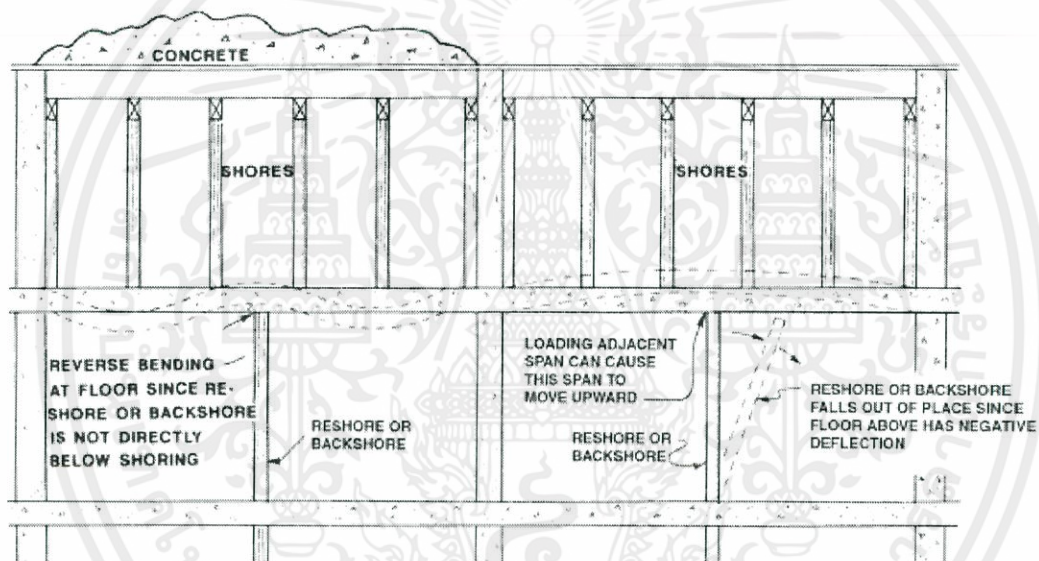 CONCRETE
SHORES
SHORES
REVERSE BENDING
AT FLOOR SINCE RE-
SHORE OR BACKSHORE
IS NOT DIRECTLY
BELOW SHORING
RESHORE OR
BACKSHORE
LOADING ADJACENT
SPAN CAN CAUSE
THIS SPAN TO
MOVE UPWARD
RESHORE OR
BACKSHORE
RESHORE OR BACKSHORE
FALLS OUT OF PLACE SINCE
FLOOR ABOVE HAS NEGATIVE
DEFLECTION